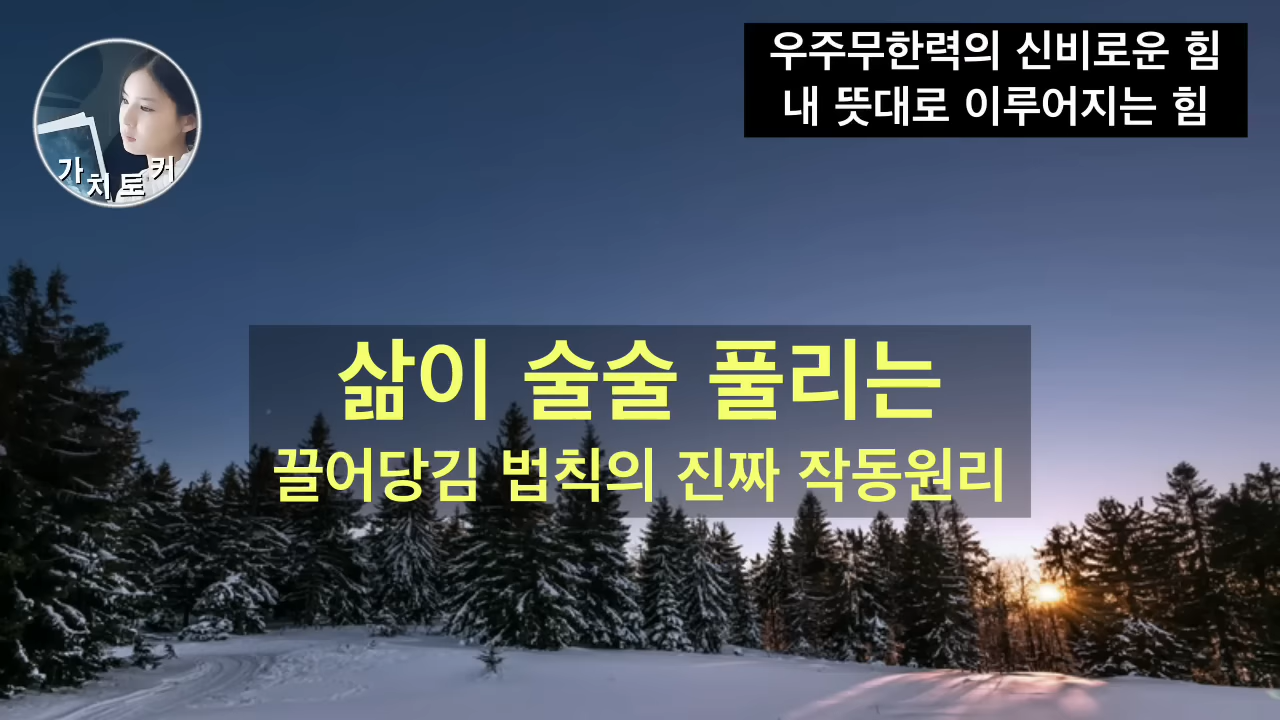 우주무한력의 신비로운 힘
내 뜻대로 이루어지는 힘
가치토커
삶이 술술 풀리는
끌어당김 법칙의 진짜 작동원리